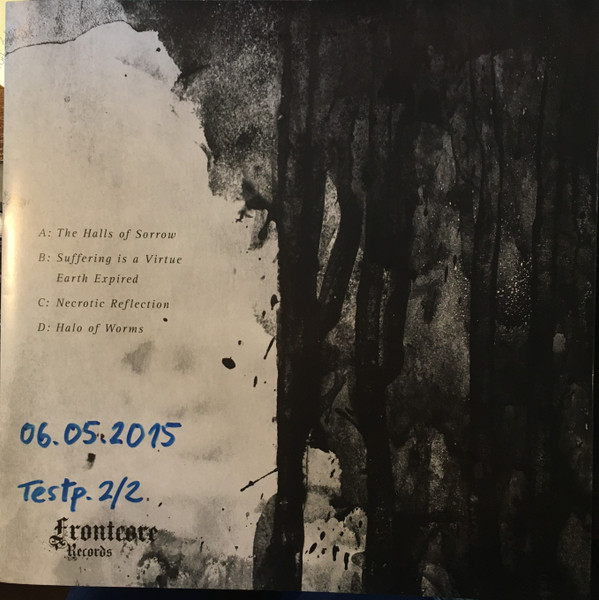 A: The Halls of Sorrow
B: Suffering is a Virtue
Earth Expired
C: Necrotic Reflection
D: Halo of Worms
06.05.2015
Testp. 2/2.
Frontcore
Records